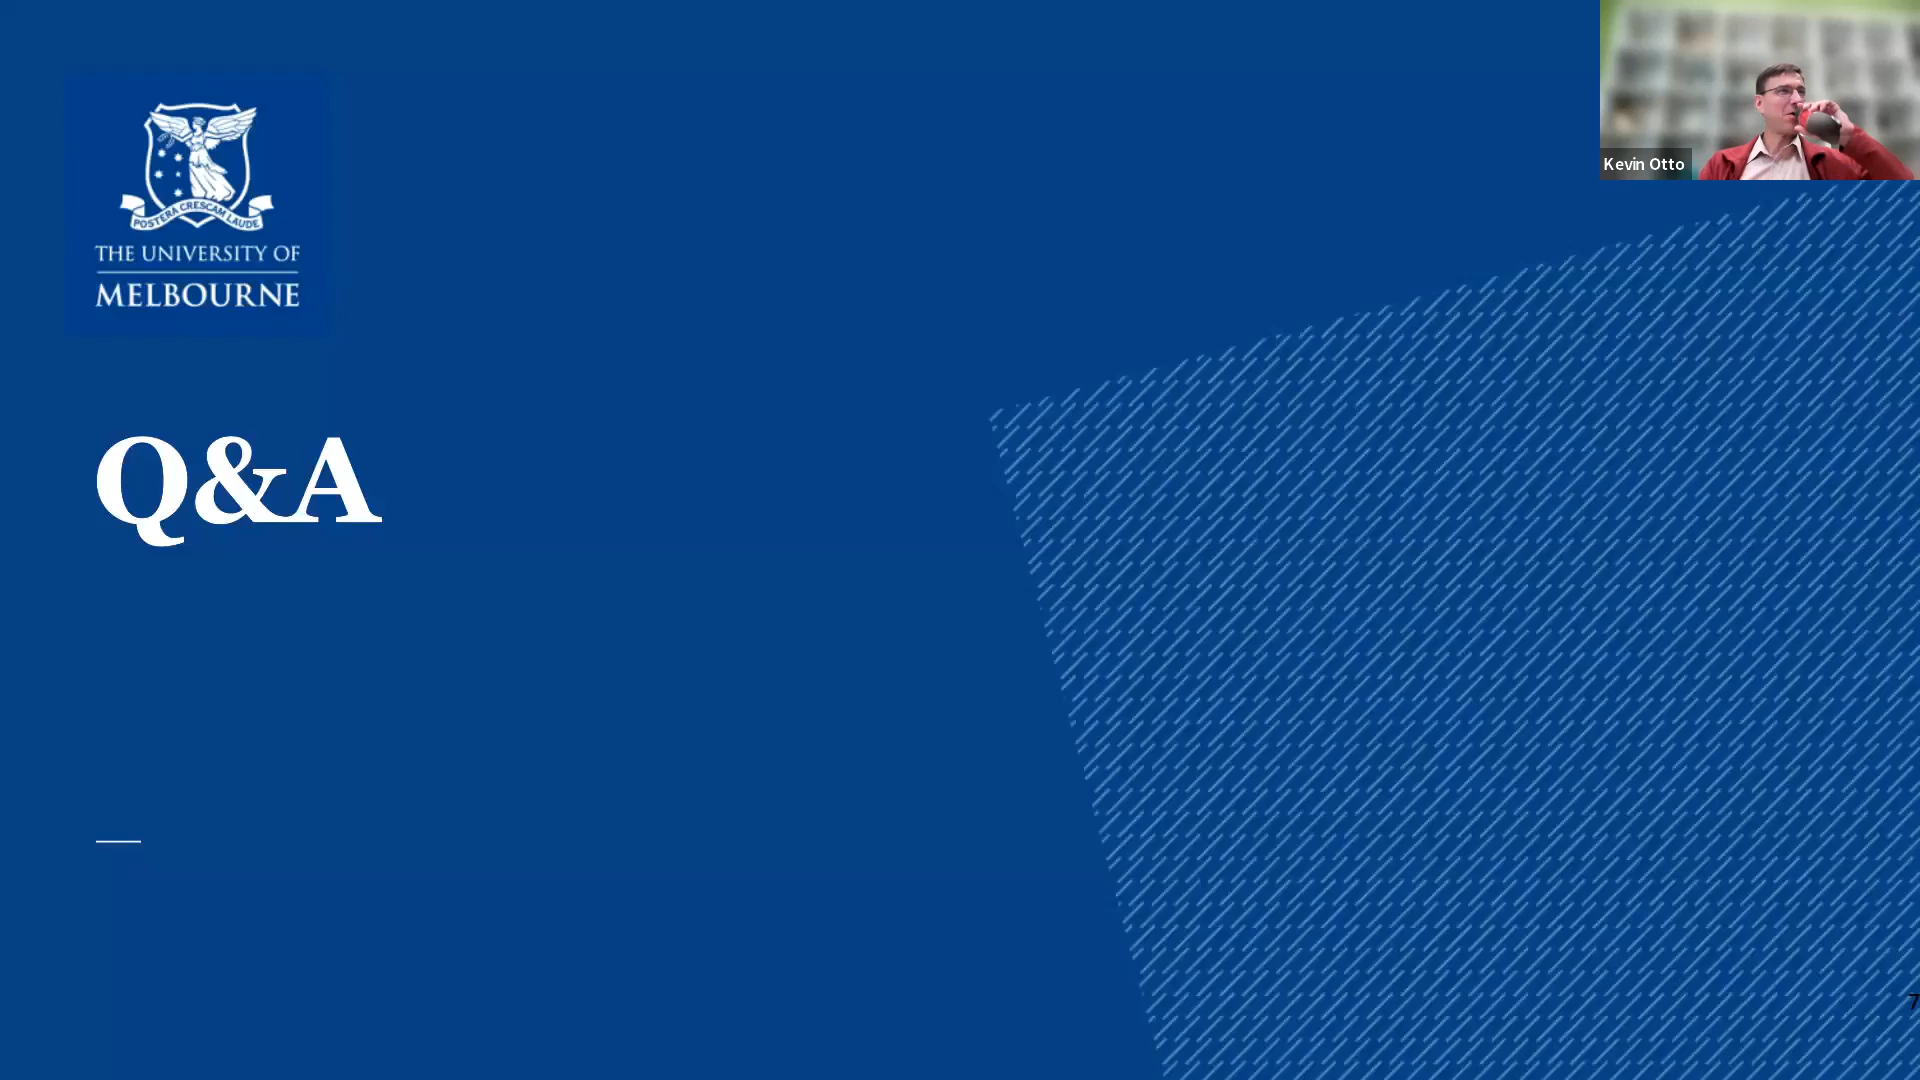 POSTERA CRESCAM LAUDE
THE UNIVERSITY OF
MELBOURNE
Kevin Otto
Q&A
7